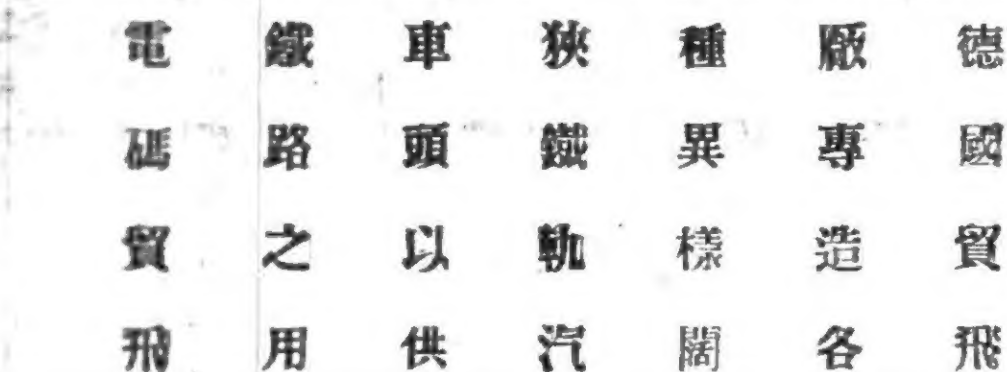 德國貿飛
廠專造各
種異樣闊
狹鐵軌汽
車頭以供
鐵路之用
電碼貿飛